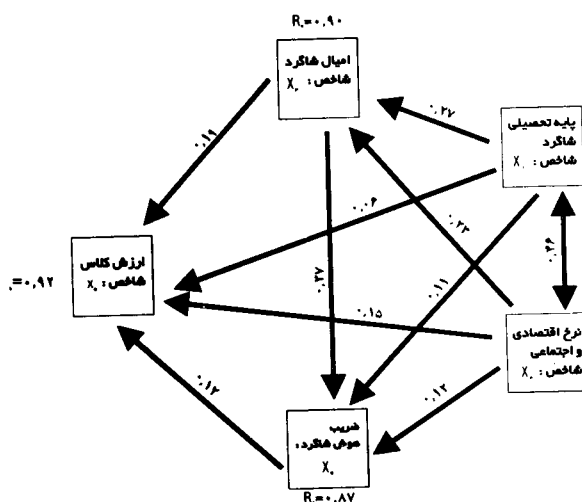 R.=۰,۹۰
امیال شاگرد
شاخص :
X.
پایه تحصیلی
شاگرد
شاخص :
X.
۰,۲۷
۰,۱۹
۰,۰۶
۰,۲۳
۰,۴۶
۰,۳۷
۰,۱۱
.=۰,۹۲
ارزش کلاس
شاخص :
X.
۰,۱۵
نرخ اقتصادی
و اجتماعی
شاخص :
X.
۰,۱۲
۰,۱۲
ضریب
هوش شاگرد :
X.
R.=۰,۸۷